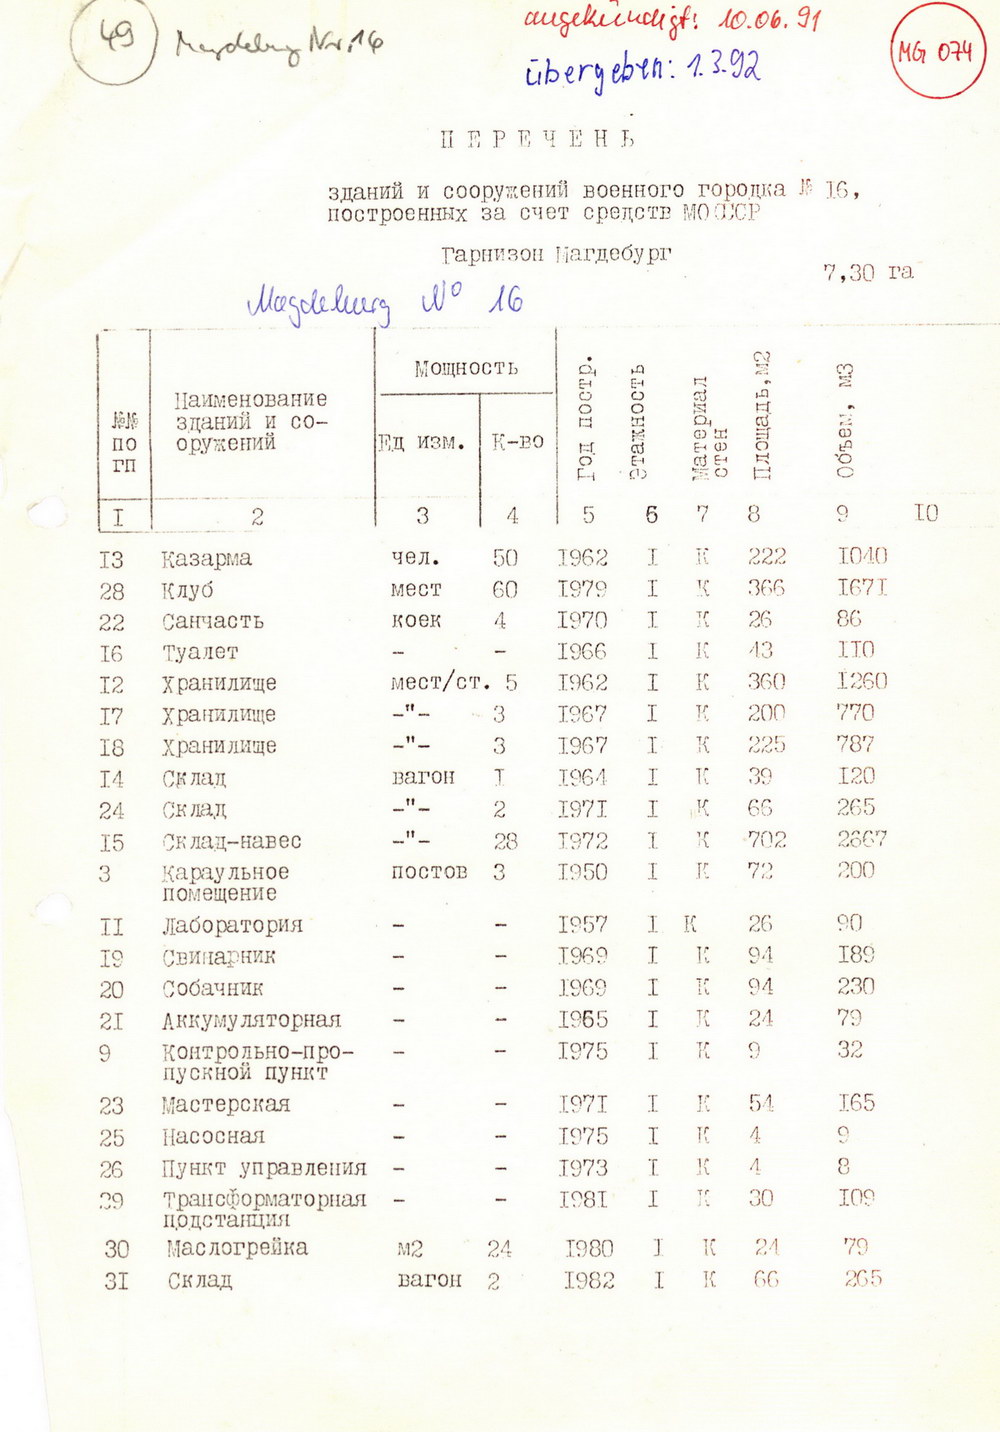 49 Magdeburg Nr. 16
angekündigt: 10.06.91
übergeben: 1.3.92
MG 074
ПЕРЕЧЕНЬ
зданий и сооружений военного городка № I6,
построенных за счет средств МО СССР
Гарнизон Магдебург
7,30 га
Magdeburg N° 16
№№ по ГП | Наименование зданий и со-оружений | Мощность | Год постр. | Этажность | Материал стен | Площадь, м2 | Объем, м3
Ед изм. | К-во
I 2 3 4 5 6 7 8 9 I0
I3 Казарма чел. 50 I962 I К 222 I040
28 Клуб мест 60 I979 I К 366 I67I
22 Санчасть коек 4 I970 I К 26 86
I6 Туалет - - I966 I К 43 II0
I2 Хранилище мест/ст. 5 I962 I К 360 I260
I7 Хранилище -"- 3 I967 I К 200 770
I8 Хранилище -"- 3 I967 I К 225 787
I4 Склад вагон I I964 I К 39 I20
24 Склад -"- 2 I97I I К 66 265
I5 Склад-навес -"- 28 I972 I К 702 2667
3 Караульное постов 3 I950 I К 72 200
помещение
II Лаборатория - - I957 I К 26 90
I9 Свинарник - - I969 I К 94 I89
20 Собачник - - I969 I К 94 230
2I Аккумуляторная - - I965 I К 24 79
9 Контрольно-про- - - I975 I К 9 32
пускной пункт
23 Мастерская - - I97I I К 54 I65
25 Насосная - - I975 I К 4 9
26 Пункт управления - - I973 I К 4 8
29 Трансформаторная - - I98I I К 30 I09
подстанция
30 Маслогрейка м2 24 I980 I К 24 79
3I Склад вагон 2 I982 I К 66 265